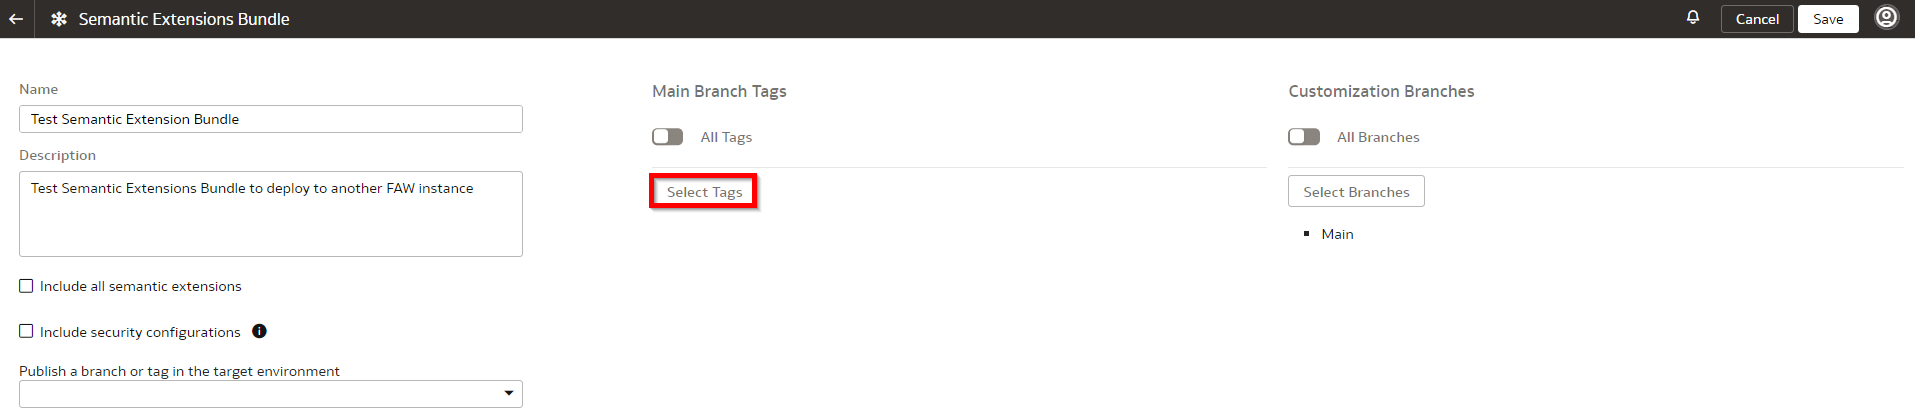 Semantic Extensions Bundle
Cancel
Save
Name
Test Semantic Extension Bundle
Description
Test Semantic Extensions Bundle to deploy to another FAW instance
Include all semantic extensions
Include security configurations
Publish a branch or tag in the target environment
Main Branch Tags
All Tags
Select Tags
Customization Branches
All Branches
Select Branches
Main